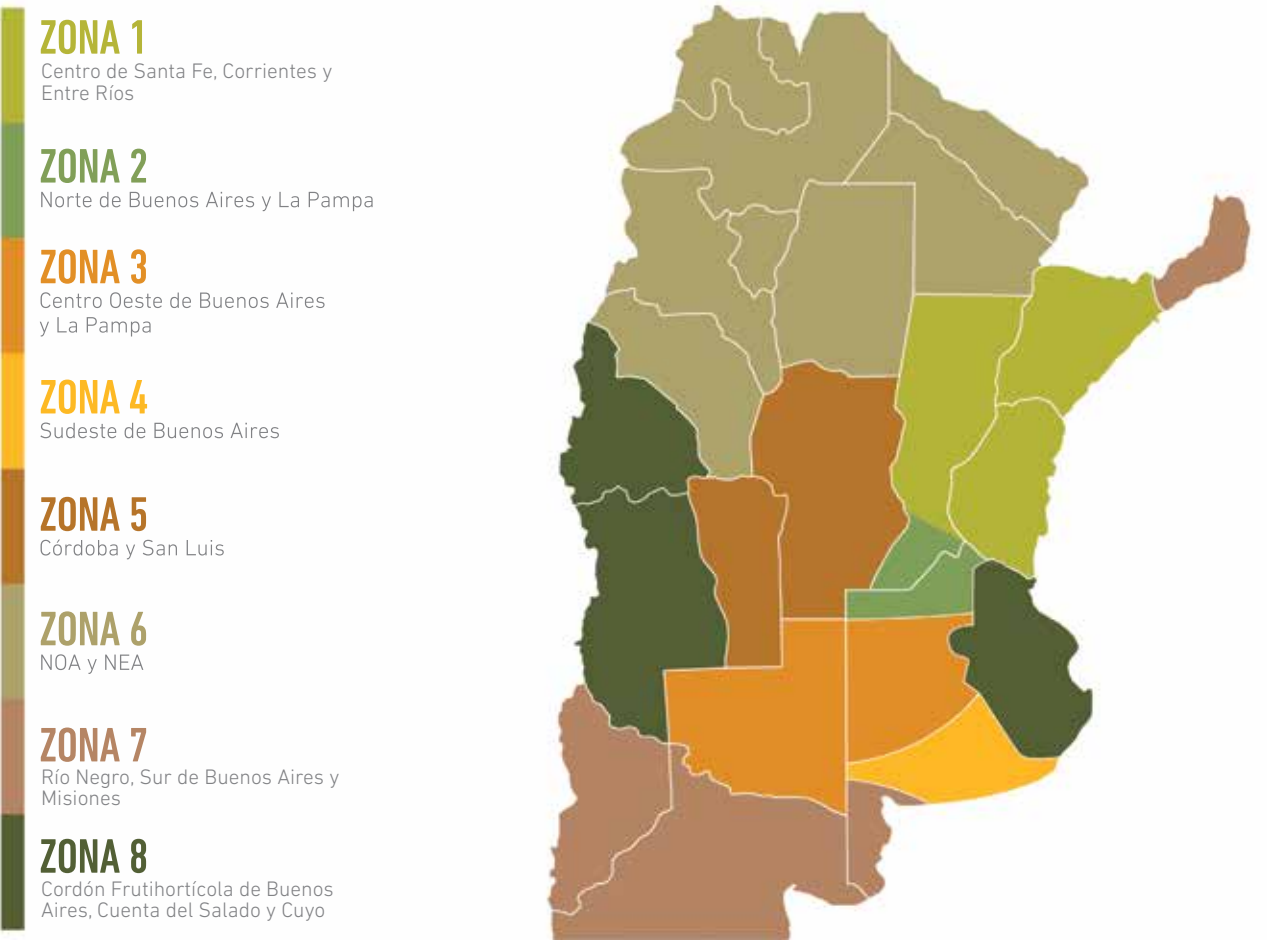 ZONA 1
Centro de Santa Fe, Corrientes y
Entre Ríos
ZONA 2
Norte de Buenos Aires y La Pampa
ZONA 3
Centro Oeste de Buenos Aires
y La Pampa
ZONA 4
Sudeste de Buenos Aires
ZONA 5
Córdoba y San Luis
ZONA 6
NOA y NEA
ZONA 7
Río Negro, Sur de Buenos Aires y
Misiones
ZONA 8
Cordón Frutihortícola de Buenos
Aires, Cuenta del Salado y Cuyo